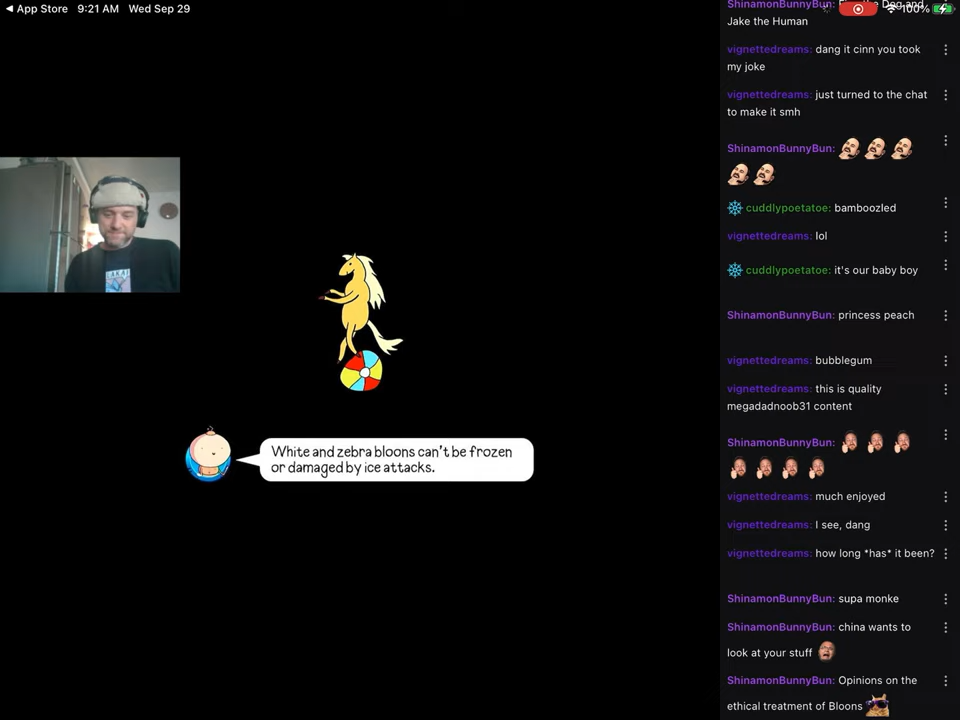 App Store 9:21 AM Wed Sep 29
100%
White and zebra bloons can't be frozen
or damaged by ice attacks.
ShinamonBunnyBun: the Dog and
Jake the Human
vignettedreams: dang it cinn you took
my joke
vignettedreams: just turned to the chat
to make it smh
ShinamonBunnyBun:
cuddlypoetatoe: bamboozled
vignettedreams: lol
cuddlypoetatoe: it's our baby boy
ShinamonBunnyBun: princess peach
vignettedreams: bubblegum
vignettedreams: this is quality
megadadnoob31 content
ShinamonBunnyBun:
vignettedreams: much enjoyed
vignettedreams: I see, dang
vignettedreams: how long *has* it been?
ShinamonBunnyBun: supa monke
ShinamonBunnyBun: china wants to
look at your stuff
ShinamonBunnyBun: Opinions on the
ethical treatment of Bloons